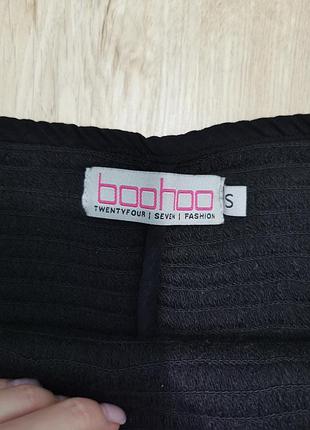 boohoo
TWENTYFOUR | SEVEN | FASHION
S